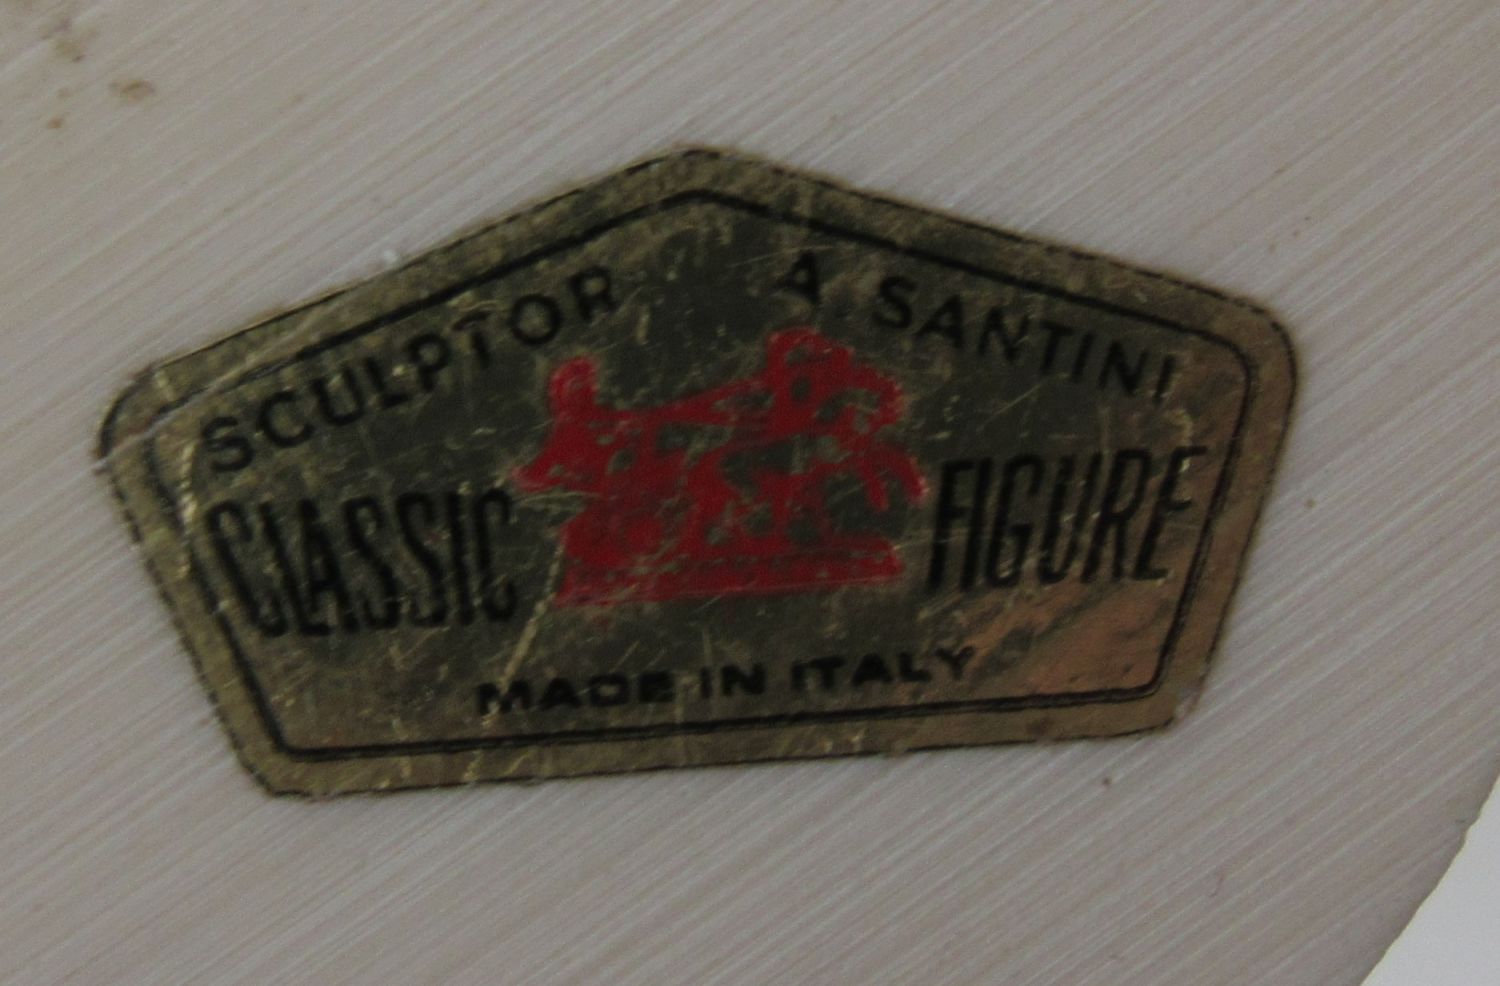 SCULPTOR A. SANTINI
CLASSIC FIGURE
MADE IN ITALY